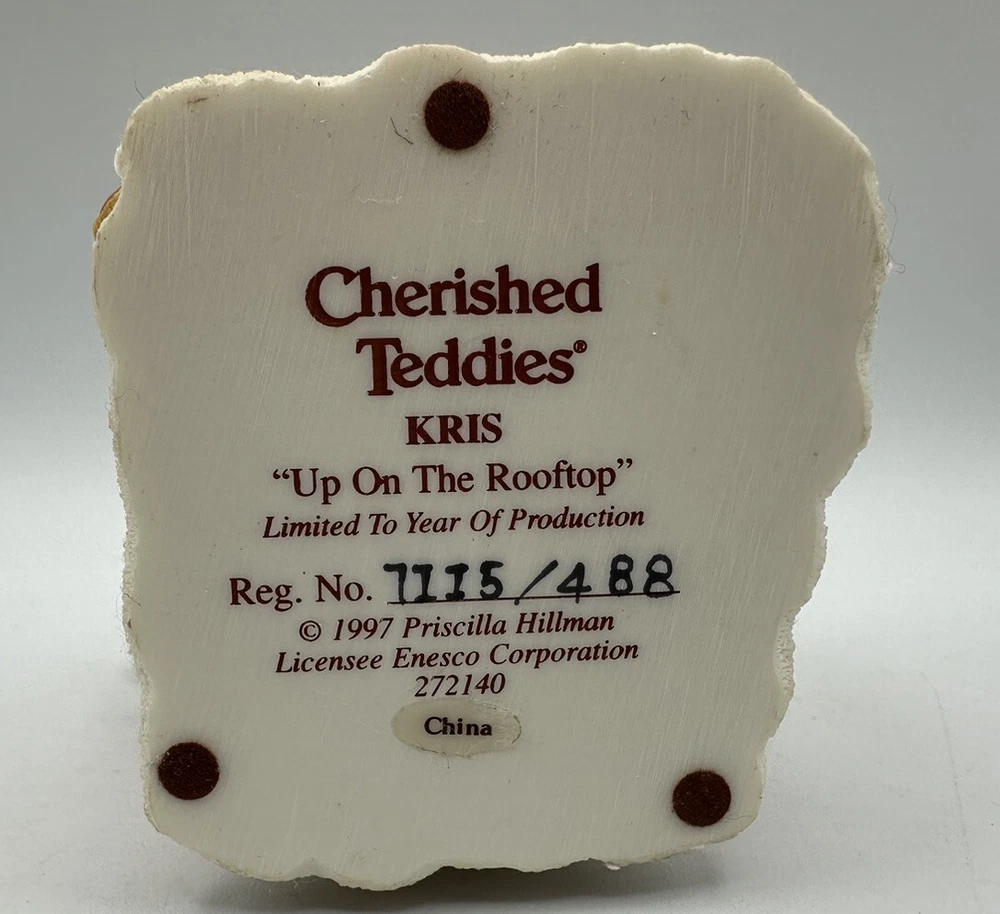 Cherished
Teddies®
KRIS
“Up On The Rooftop”
Limited To Year Of Production
Reg. No. 7II5/488
© 1997 Priscilla Hillman
Licensee Enesco Corporation
272140
China